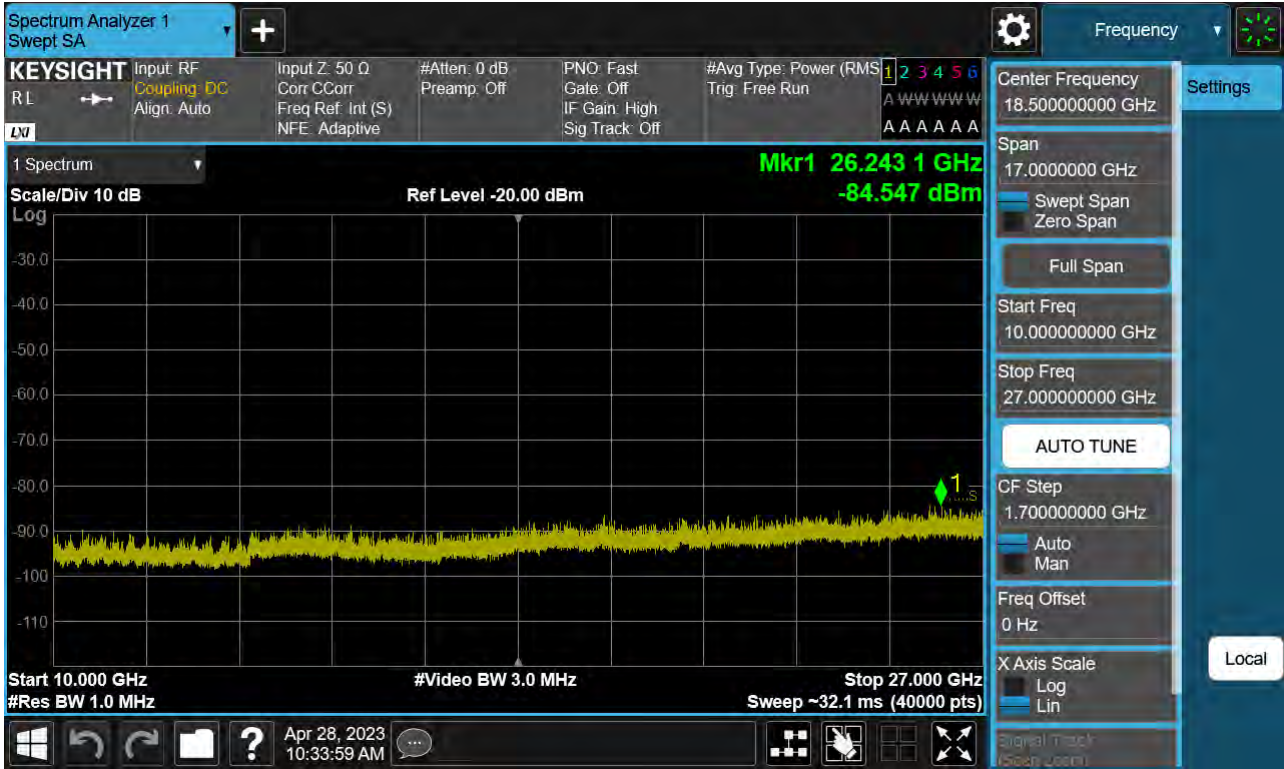 Spectrum Analyzer 1
Swept SA
Frequency
KEYSIGHT
R L
LXI
Input: RF
Coupling: DC
Align: Auto
Input Z: 50 Ω
Corr CCorr
Freq Ref: Int (S)
NFE: Adaptive
#Atten: 0 dB
Preamp: Off
PNO: Fast
Gate: Off
IF Gain: High
Sig Track: Off
#Avg Type: Power (RMS
Trig: Free Run
1 2 3 4 5 6
A W W W W W
A A A A A A
1 Spectrum
Mkr1 26.243 1 GHz
Scale/Div 10 dB
Ref Level -20.00 dBm
-84.547 dBm
Log
-30.0
-40.0
-50.0
-60.0
-70.0
-80.0
-90.0
-100
-110
1
S
Start 10.000 GHz
#Video BW 3.0 MHz
Stop 27.000 GHz
#Res BW 1.0 MHz
Sweep ~32.1 ms (40000 pts)
Center Frequency
18.500000000 GHz
Settings
Span
17.0000000 GHz
Swept Span
Zero Span
Full Span
Start Freq
10.000000000 GHz
Stop Freq
27.000000000 GHz
AUTO TUNE
CF Step
1.700000000 GHz
Auto
Man
Freq Offset
0 Hz
X Axis Scale
Log
Lin
Local
Signal Track
(Span Zoom)
?
Apr 28, 2023
10:33:59 AM